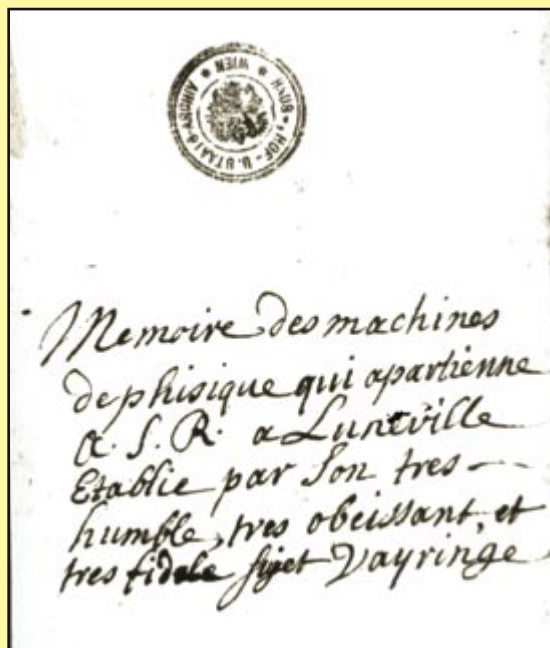 WIEN
Memoire des machines
de phisique qui apartienne
A. S. R. a Luneville
Etablie par Son tres
humble, tres obeissant, et
tres fidele sujet Vayringe